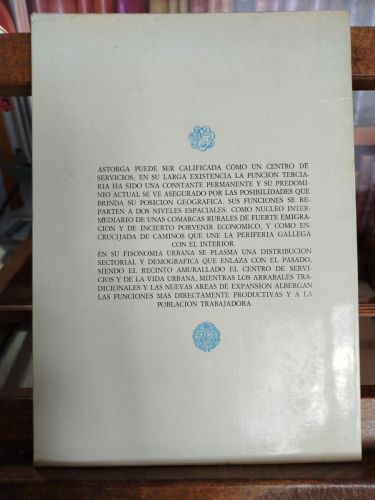 ASTORGA PUEDE SER CALIFICADA COMO UN CENTRO DE
SERVICIOS; EN SU LARGA EXISTENCIA LA FUNCION TERCIA-
RIA HA SIDO UNA CONSTANTE PERMANENTE Y SU PREDOMI-
NIO ACTUAL SE VE ASEGURADO POR LAS POSIBILIDADES QUE
BRINDA SU POSICION GEOGRAFICA. SUS FUNCIONES SE RE-
PARTEN A DOS NIVELES ESPACIALES: COMO NUCLEO INTER-
MEDIARIO DE UNAS COMARCAS RURALES DE FUERTE EMIGRA-
CION Y DE INCIERTO PORVENIR ECONOMICO, Y COMO EN-
CRUCIJADA DE CAMINOS QUE UNE LA PERIFERIA GALLEGA
CON EL INTERIOR.
EN SU FISONOMIA URBANA SE PLASMA UNA DISTRIBUCION
SECTORIAL Y DEMOGRAFICA QUE ENLAZA CON EL PASADO,
SIENDO EL RECINTO AMURALLADO EL CENTRO DE SERVI-
CIOS Y DE LA VIDA URBANA, MIENTRAS LOS ARRABALES TRA-
DICIONALES Y LAS NUEVAS AREAS DE EXPANSION ALBERGAN
LAS FUNCIONES MAS DIRECTAMENTE PRODUCTIVAS Y A LA
POBLACION TRABAJADORA.